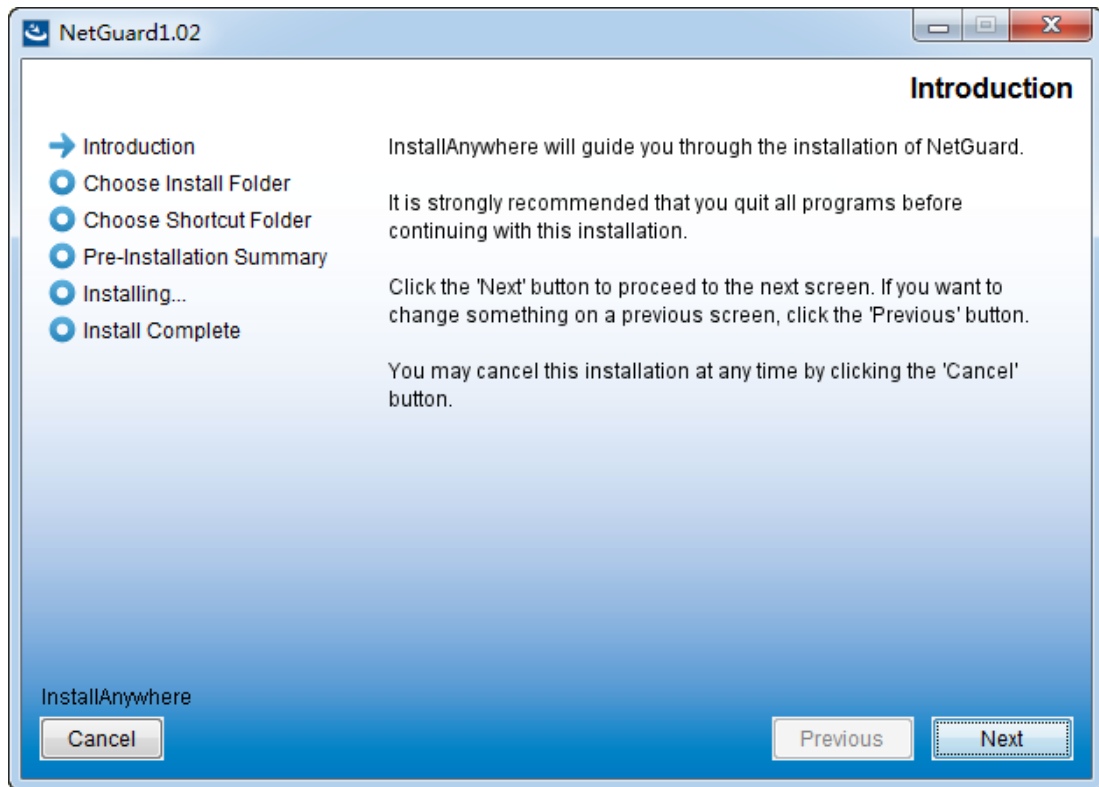 NetGuard1.02
Introduction
Introduction
Choose Install Folder
Choose Shortcut Folder
Pre-Installation Summary
Installing...
Install Complete
InstallAnywhere will guide you through the installation of NetGuard.
It is strongly recommended that you quit all programs before
continuing with this installation.
Click the 'Next' button to proceed to the next screen. If you want to
change something on a previous screen, click the 'Previous' button.
You may cancel this installation at any time by clicking the 'Cancel'
button.
InstallAnywhere
Cancel
Previous
Next